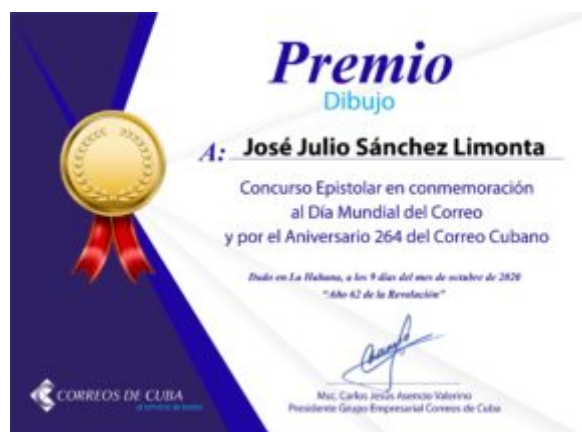 Premio
Dibujo
A: José Julio Sánchez Limonta
Concurso Epistolar en conmemoración
al Día Mundial del Correo
y por el Aniversario 264 del Correo Cubano
Dado en La Habana, a los 9 días del mes de octubre de 2020
"Año 62 de la Revolución"
Msc. Carlos Jesús Asencio Valerino
Presidente Grupo Empresarial Correos de Cuba
CORREOS DE CUBA